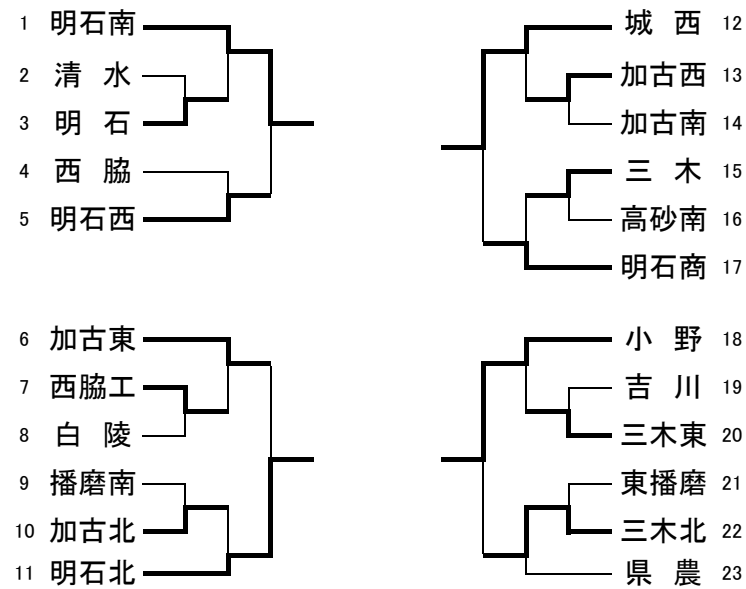 1 明石南
2 清 水
3 明 石
4 西 脇
5 明石西
6 加古東
7 西脇工
8 白 陵
9 播磨南
10 加古北
11 明石北
城 西 12
加古西 13
加古南 14
三 木 15
高砂南 16
明石商 17
小 野 18
吉 川 19
三木東 20
東播磨 21
三木北 22
県 農 23